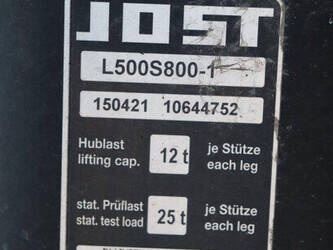 JOST
L500S800-1
150421 10644752
Hublast 12 t je Stütze
lifting cap. each leg
stat. Prüflast 25 t je Stütze
stat. test load each leg